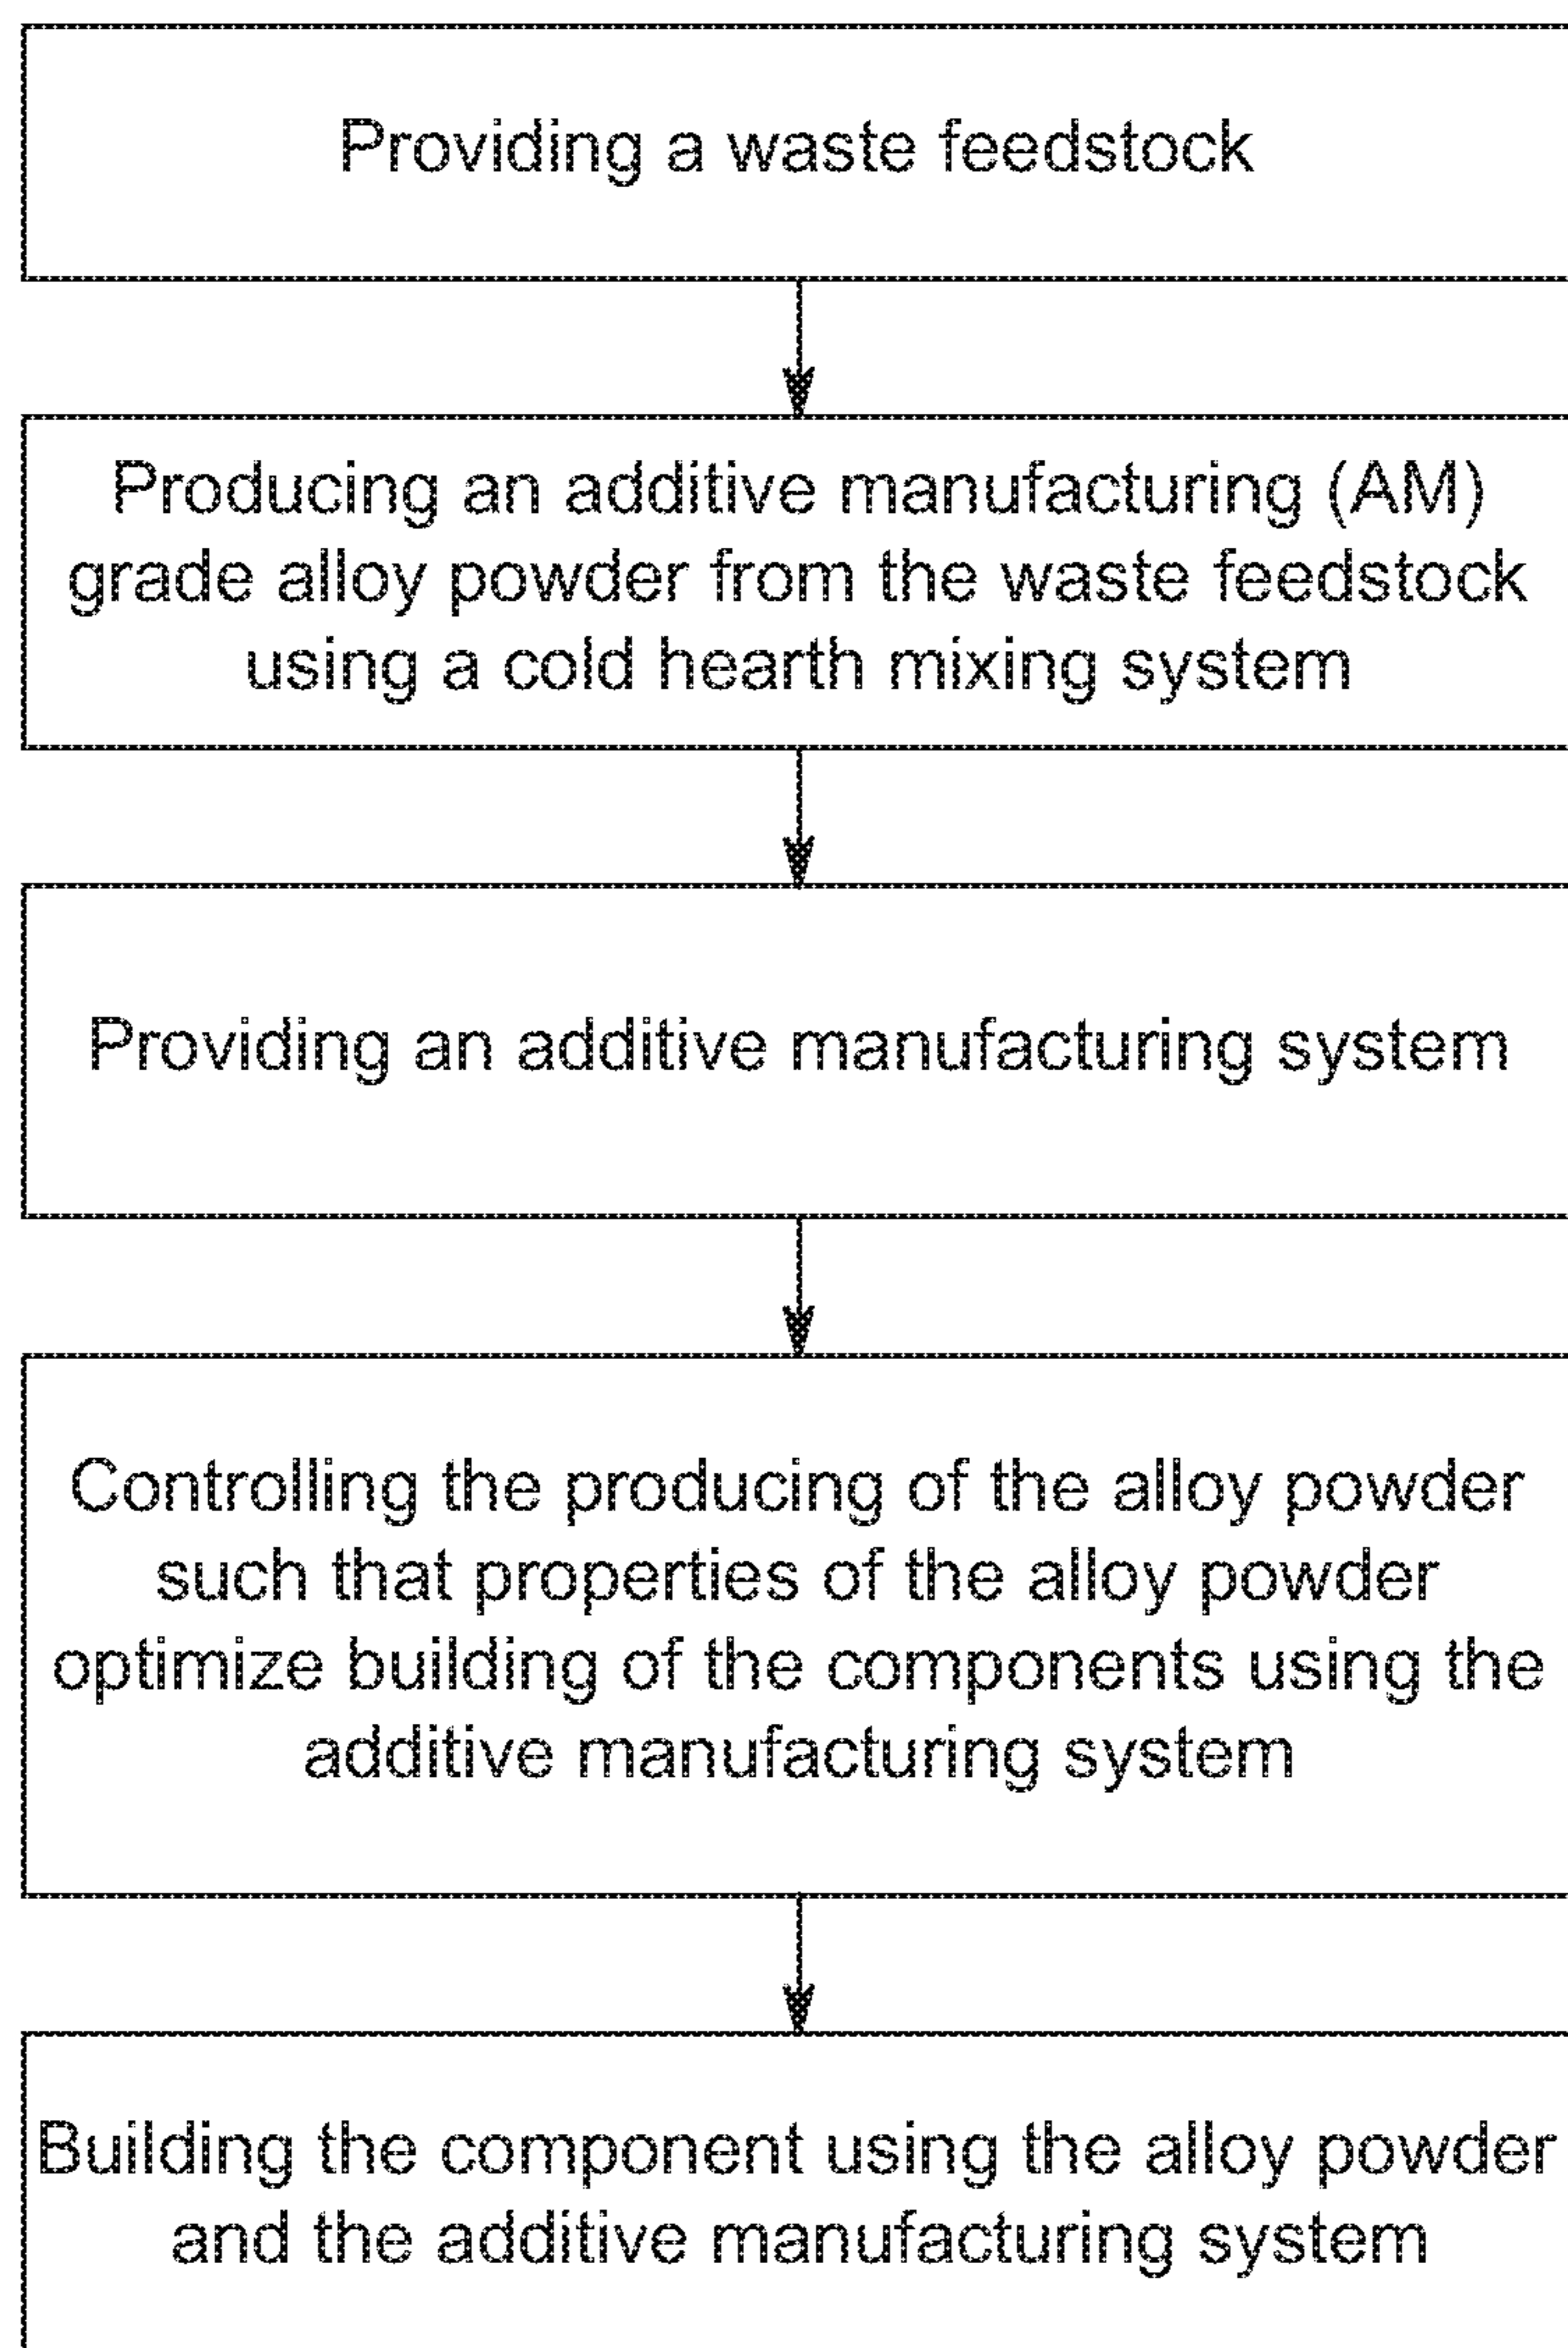 Providing a waste feedstock
Producing an additive manufacturing (AM)
grade alloy powder from the waste feedstock
using a cold hearth mixing system
Providing an additive manufacturing system
Controlling the producing of the alloy powder
such that properties of the alloy powder
optimize building of the components using the
additive manufacturing system
Building the component using the alloy powder
and the additive manufacturing system